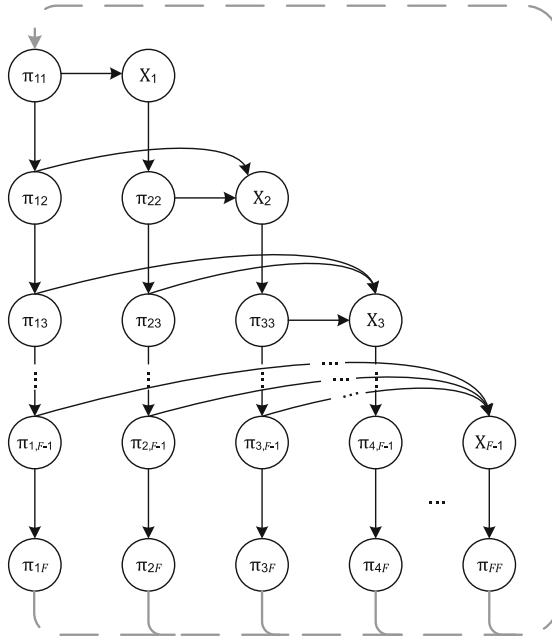 π₁₁ X₁
π₁₂ π₂₂ X₂
π₁₃ π₂₃ π₃₃ X₃
⋮ ⋮ ⋮ ⋮ ... ... ...
π₁,F-1 π₂,F-1 π₃,F-1 π₄,F-1 X F-1
...
π₁F π₂F π₃F π₄F πFF